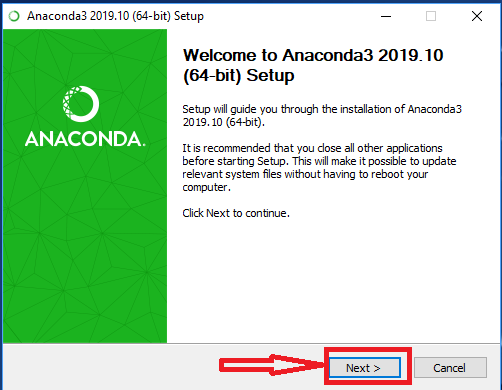 Anaconda3 2019.10 (64-bit) Setup
Welcome to Anaconda3 2019.10
(64-bit) Setup
Setup will guide you through the installation of Anaconda3
2019.10 (64-bit).
It is recommended that you close all other applications
before starting Setup. This will make it possible to update
relevant system files without having to reboot your
computer.
Click Next to continue.
ANACONDA.
Next >
Cancel